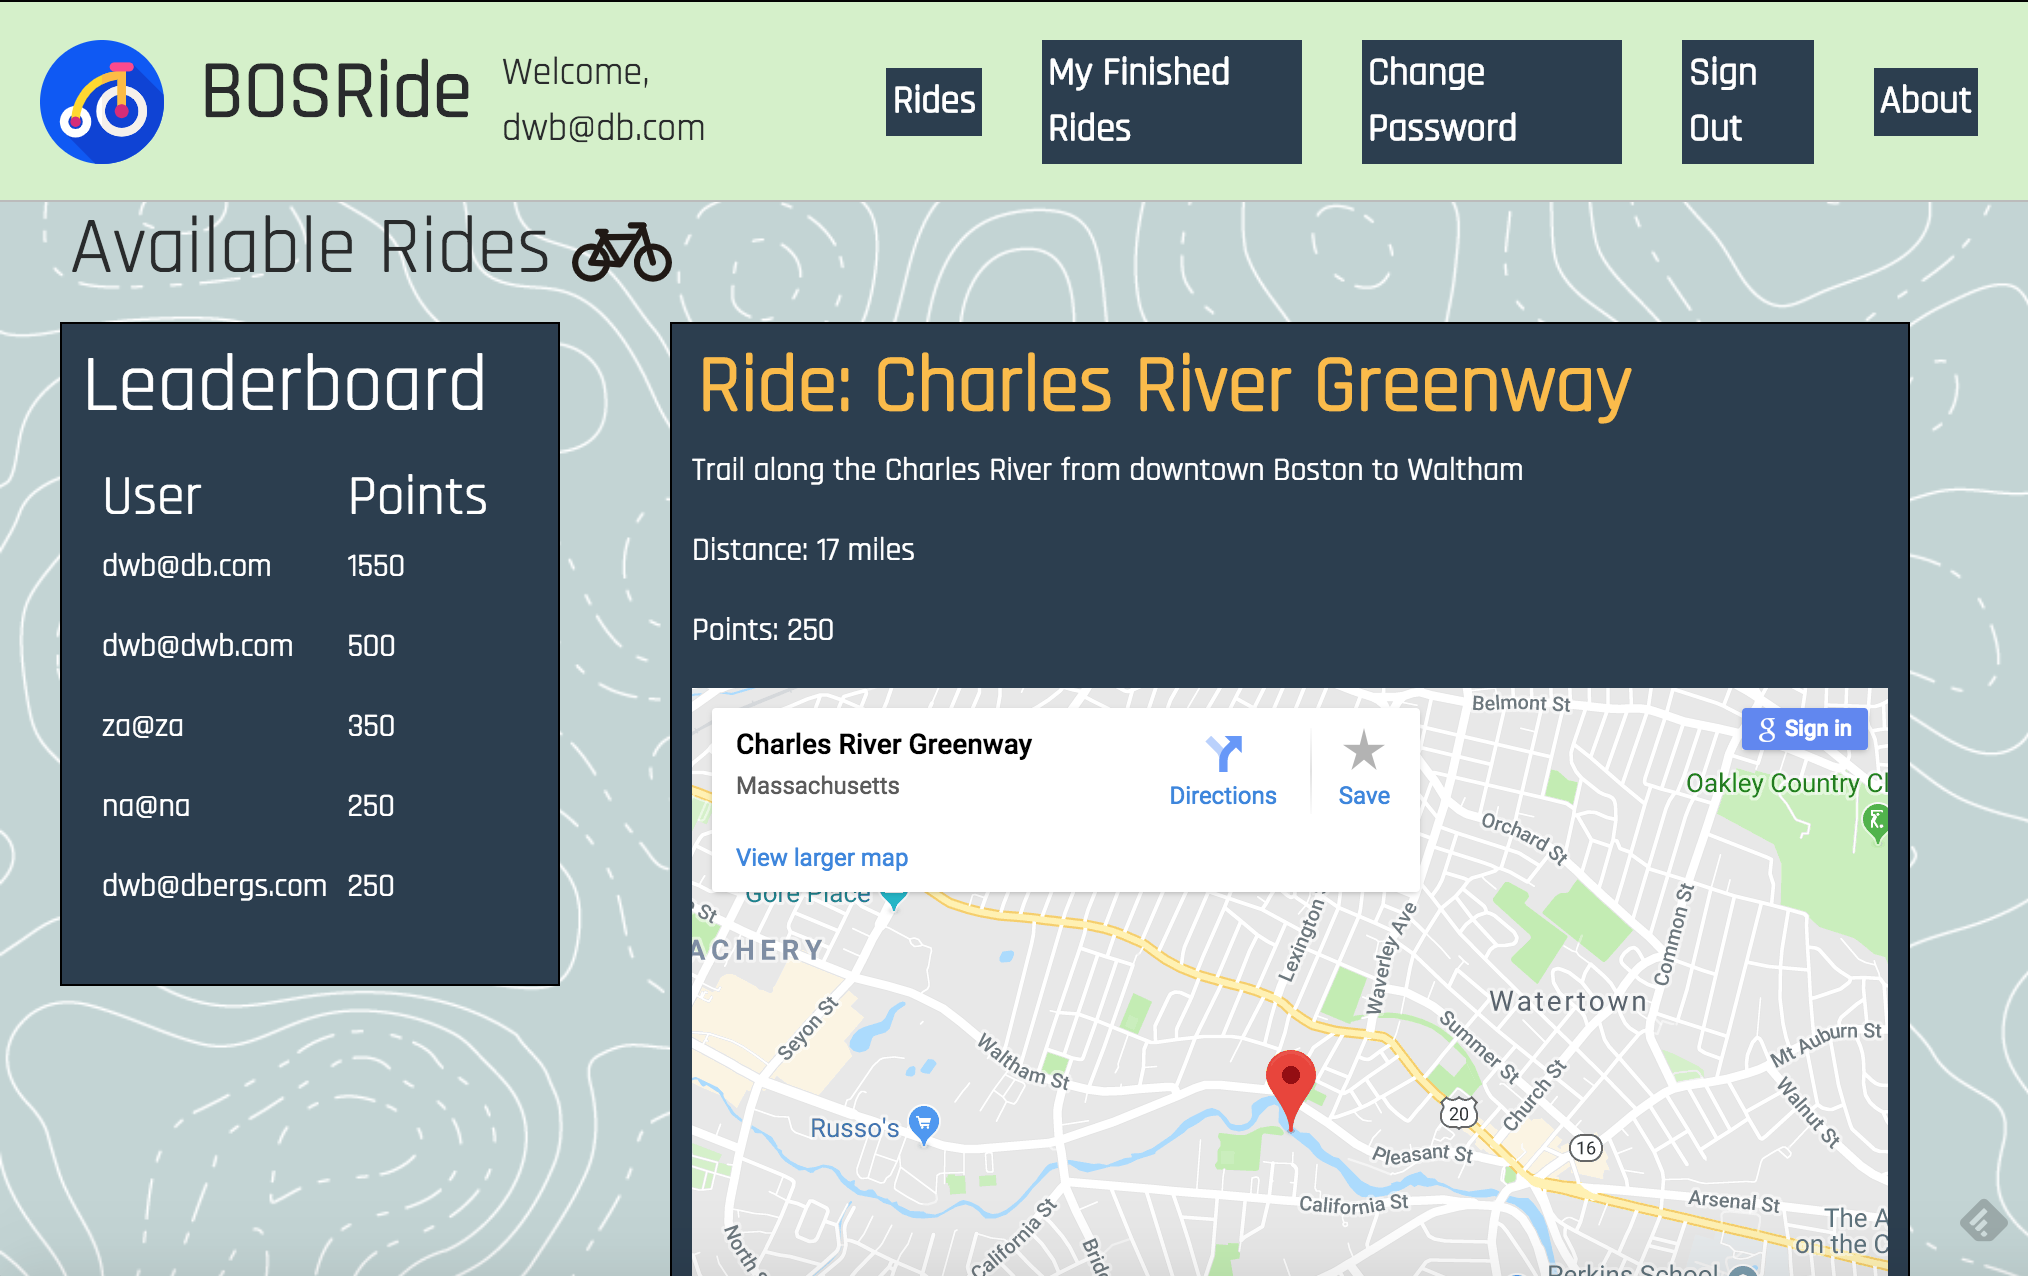 BOSRide
Welcome,
dwb@db.com
Rides
My Finished
Rides
Change
Password
Sign
Out
About
Available Rides
Leaderboard
User Points
dwb@db.com 1550
dwb@dwb.com 500
za@za 350
na@na 250
dwb@dbergs.com 250
Ride: Charles River Greenway
Trail along the Charles River from downtown Boston to Waltham
Distance: 17 miles
Points: 250
Charles River Greenway
Massachusetts
Directions
Save
View larger map
g Sign in
Belmont St
Oakley Country Cl
Orchard St
Gore Place
St
ACHERY
Lexington
Waverley Ave
Common St
Watertown
Seyon St
Waltham St
Summer St
Church St
Mt Auburn St
Walnut St
20
16
Russo's
Pleasant St
California St
Arsenal St
California St
North
Brid
The A
on the C
Perkins School